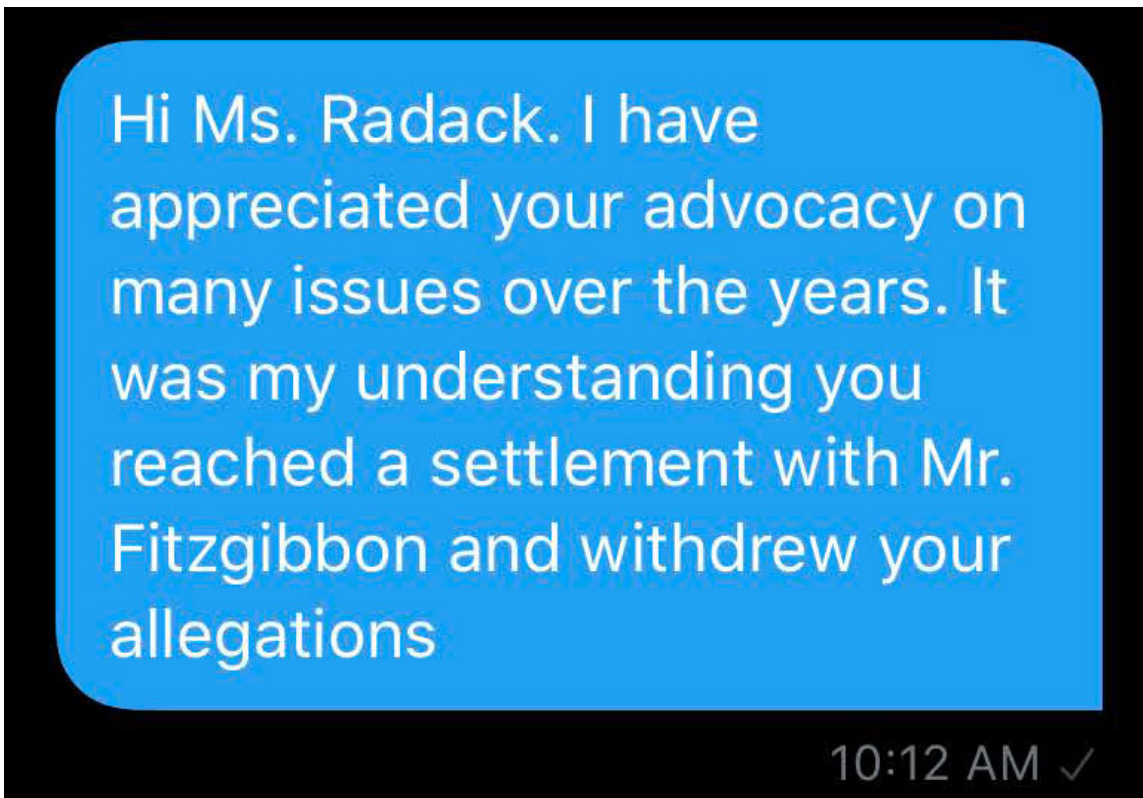 Hi Ms. Radack. I have
appreciated your advocacy on
many issues over the years. It
was my understanding you
reached a settlement with Mr.
Fitzgibbon and withdrew your
allegations
10:12 AM ✓